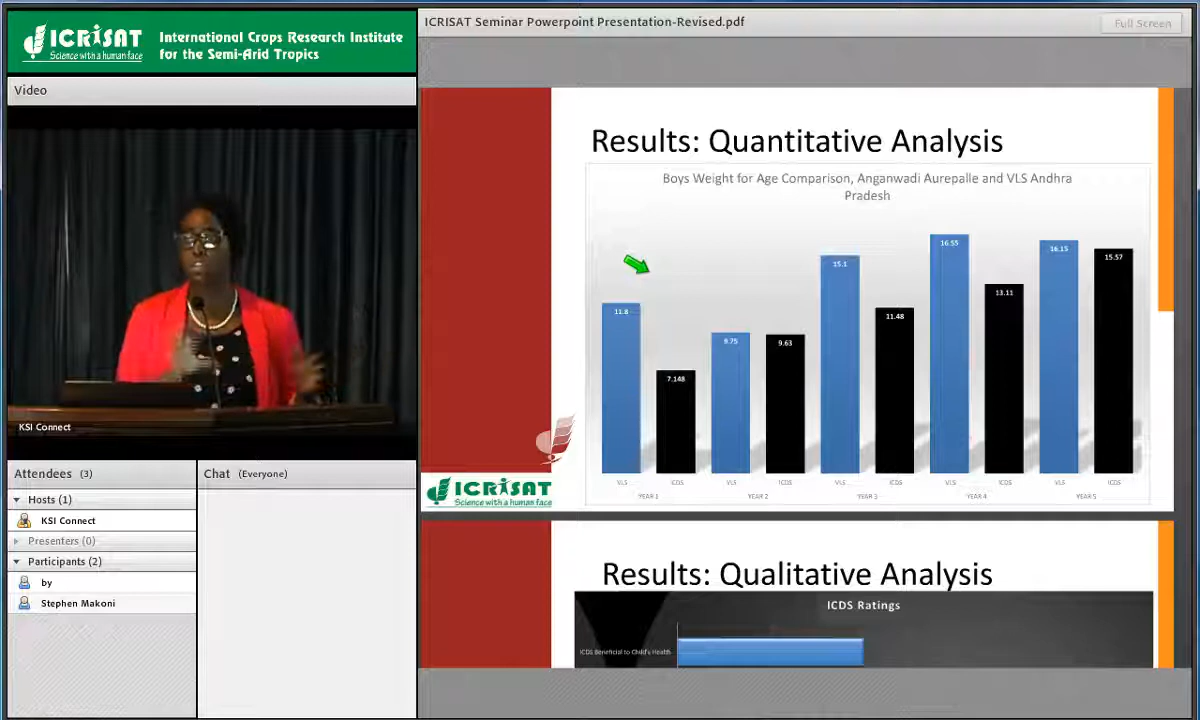 ICRISAT
Science with a human face
International Crops Research Institute
for the Semi-Arid Tropics
Video
KSI Connect
Attendees (3)
Hosts (1)
KSI Connect
Presenters (0)
Participants (2)
by
Stephen Makoni
Chat (Everyone)
ICRISAT Seminar Powerpoint Presentation-Revised.pdf
Full Screen
Results: Quantitative Analysis
Boys Weight for Age Comparison, Anganwadi Aurepalle and VLS Andhra
Pradesh
11.8
7.148
9.75
9.63
15.1
11.48
16.55
13.11
16.15
15.57
VLS ICDS VLS ICDS VLS ICDS VLS ICDS VLS ICDS
YEAR 1 YEAR 2 YEAR 3 YEAR 4 YEAR 5
ICRISAT
Science with a human face
Results: Qualitative Analysis
ICDS Ratings
ICDS Beneficial to Child's Health